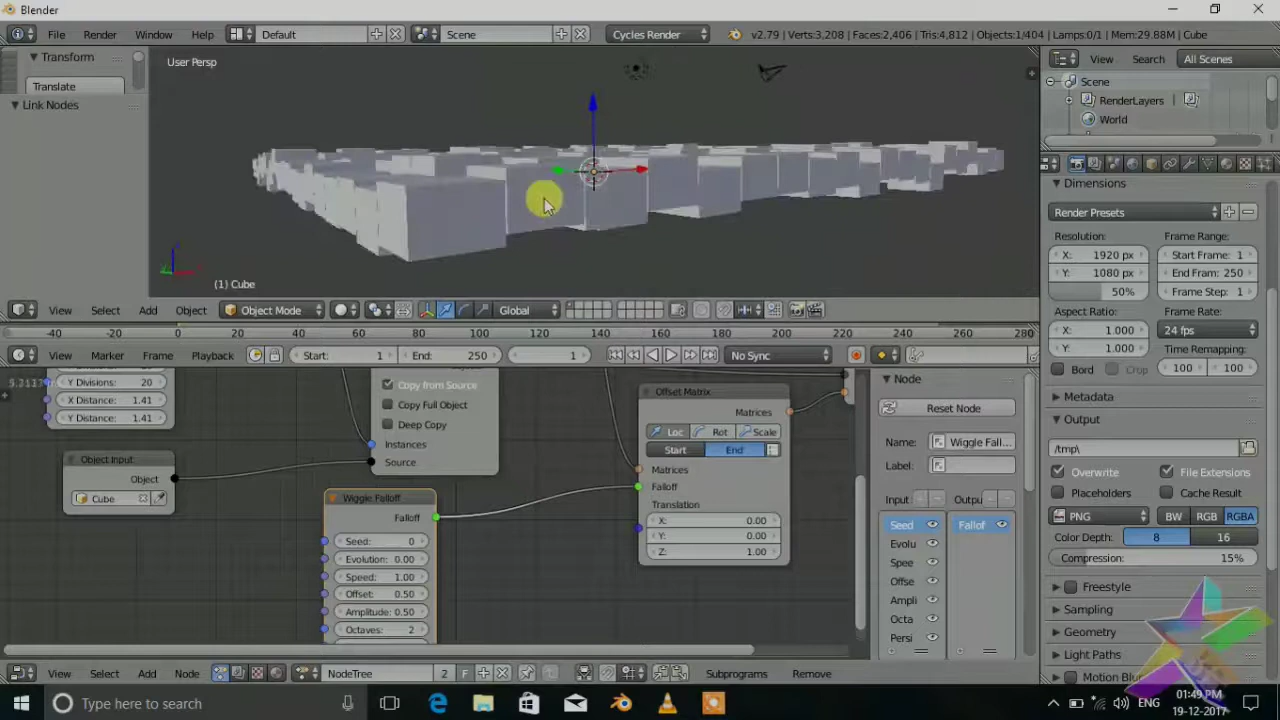 Blender
File Render Window Help Default Scene Cycles Render v2.79 | Verts:3,208 | Faces:2,406 | Tris:4,812 | Objects:1/404 | Lamps:0/1 | Mem:29.88M | Cube
Transform
Translate
Link Nodes
User Persp
(1) Cube
View Search All Scenes
Scene
RenderLayers
World
View Select Add Object Object Mode Global
-40 -20 0 20 40 60 80 100 120 140 160 180 200 220 240 260 280
View Marker Frame Playback Start: 1 End: 250 1 No Sync
Y Divisions: 20
X Distance: 1.41
Y Distance: 1.41
Object Input
Object
Cube
Copy from Source
Copy Full Object
Deep Copy
Instances
Source
Wiggle Falloff
Falloff
Seed: 0
Evolution: 0.00
Speed: 1.00
Offset: 0.50
Amplitude: 0.50
Octaves: 2
Offset Matrix
Matrices
Loc Rot Scale
Start End
Matrices
Falloff
Translation
X: 0.00
Y: 0.00
Z: 1.00
Node
Reset Node
Name: Wiggle Fall...
Label:
Input Outpu
Seed Fallof
Evolu
Spee
Offse
Ampli
Octa
Persi
View Select Add Node NodeTree 2 F Subprograms Remove
Dimensions
Render Presets
Resolution: Frame Range:
X: 1920 px Start Frame: 1
Y: 1080 px End Fram: 250
50% Frame Step: 1
Aspect Ratio: Frame Rate:
X: 1.000 24 fps
Y: 1.000 Time Remapping:
Bord Crop 100 100
Metadata
Output
/tmp\
Overwrite File Extensions
Placeholders Cache Result
PNG BW RGB RGBA
Color Depth: 8 16
Compression: 15%
Freestyle
Sampling
Geometry
Light Paths
Motion Blur
Type here to search
ENG
01:49 PM
19-12-2017